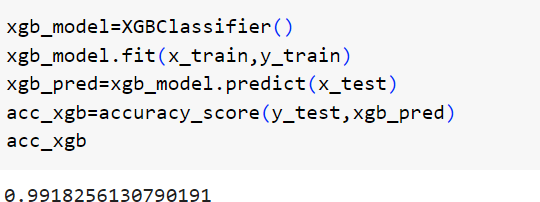 xgb_model=XGBClassifier()
xgb_model.fit(x_train,y_train)
xgb_pred=xgb_model.predict(x_test)
acc_xgb=accuracy_score(y_test,xgb_pred)
acc_xgb
0.9918256130790191